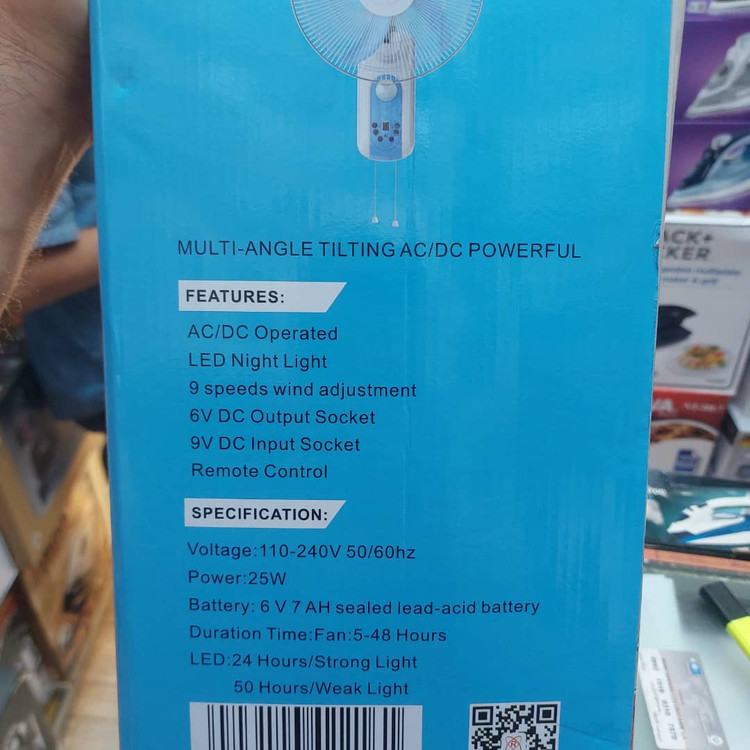 MULTI-ANGLE TILTING AC/DC POWERFUL
FEATURES:
AC/DC Operated
LED Night Light
9 speeds wind adjustment
6V DC Output Socket
9V DC Input Socket
Remote Control
SPECIFICATION:
Voltage:110-240V 50/60hz
Power:25W
Battery: 6 V 7 AH sealed lead-acid battery
Duration Time:Fan:5-48 Hours
LED:24 Hours/Strong Light
50 Hours/Weak Light